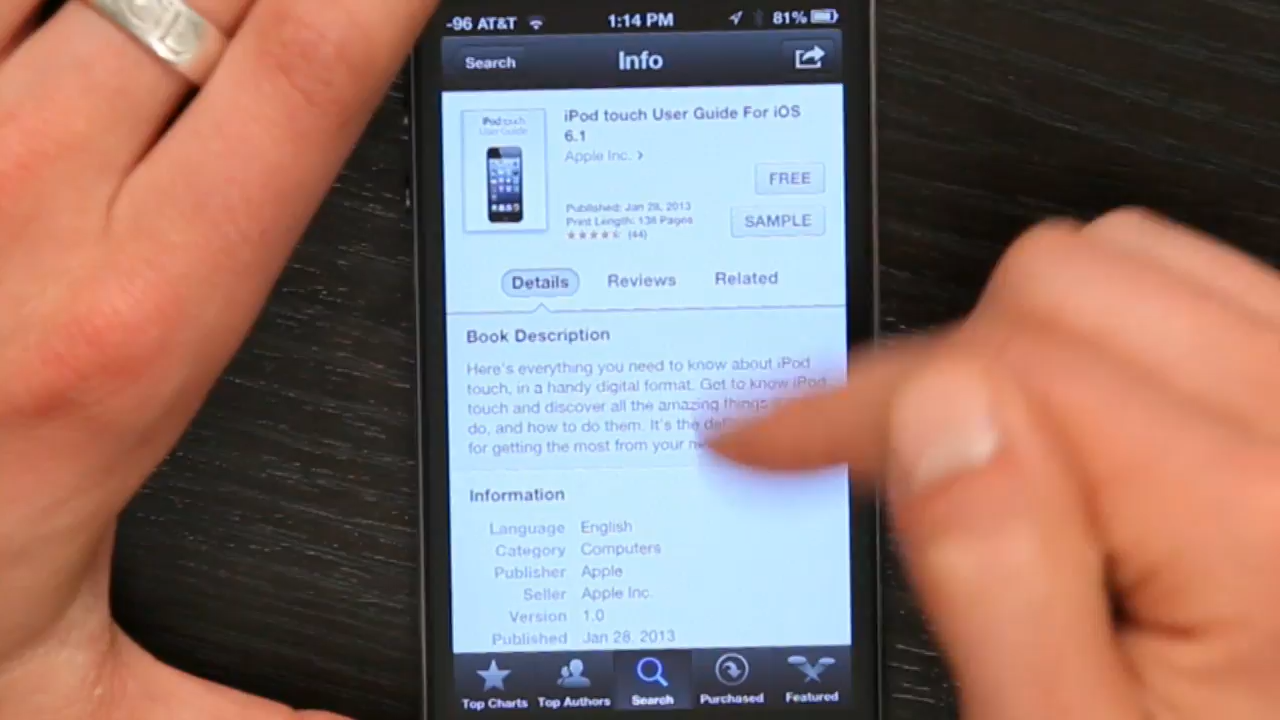 -96 AT&T 1:14 PM 81%
Search Info
iPod touch
User Guide
iPod touch User Guide For iOS
6.1
Apple Inc. >
FREE
Published: Jan 28, 2013
Print Length: 138 Pages
SAMPLE
(44)
Details Reviews Related
Book Description
Here's everything you need to know about iPod
touch, in a handy digital format. Get to know iPod
touch and discover all the amazing things
do, and how to do them. It's the
for getting the most from your
Information
Language English
Category Computers
Publisher Apple
Seller Apple Inc.
Version 1.0
Published Jan 28, 2013
Top Charts Top Authors Search Purchased Featured